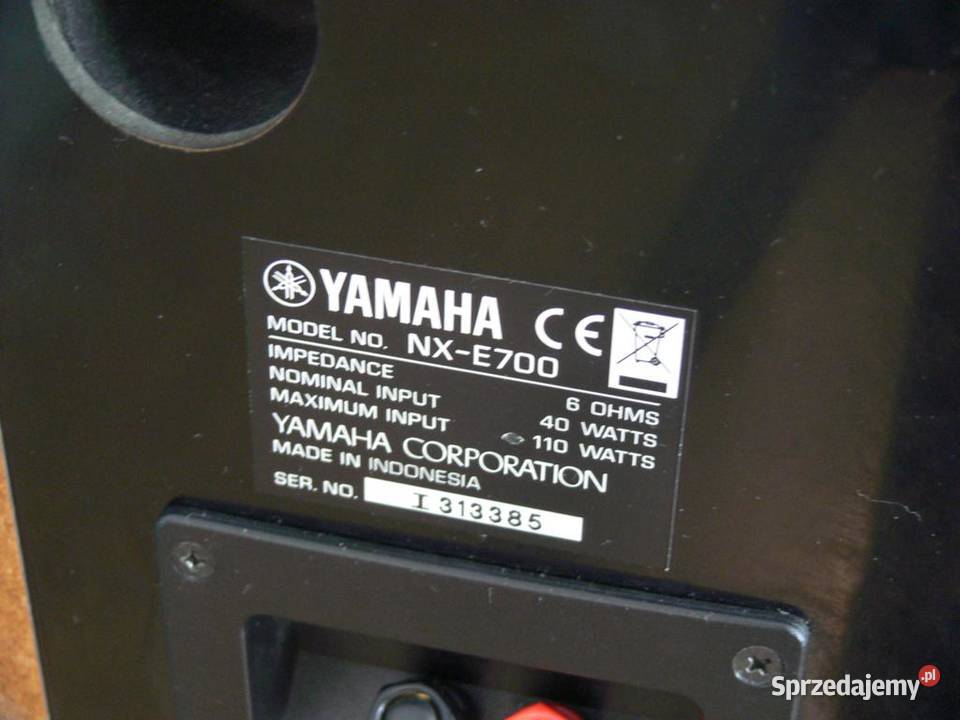 YAMAHA CE
MODEL NO. NX-E700
IMPEDANCE 6 OHMS
NOMINAL INPUT 40 WATTS
MAXIMUM INPUT 110 WATTS
YAMAHA CORPORATION
MADE IN INDONESIA
SER. NO. I 313385
Sprzedajemy.pl